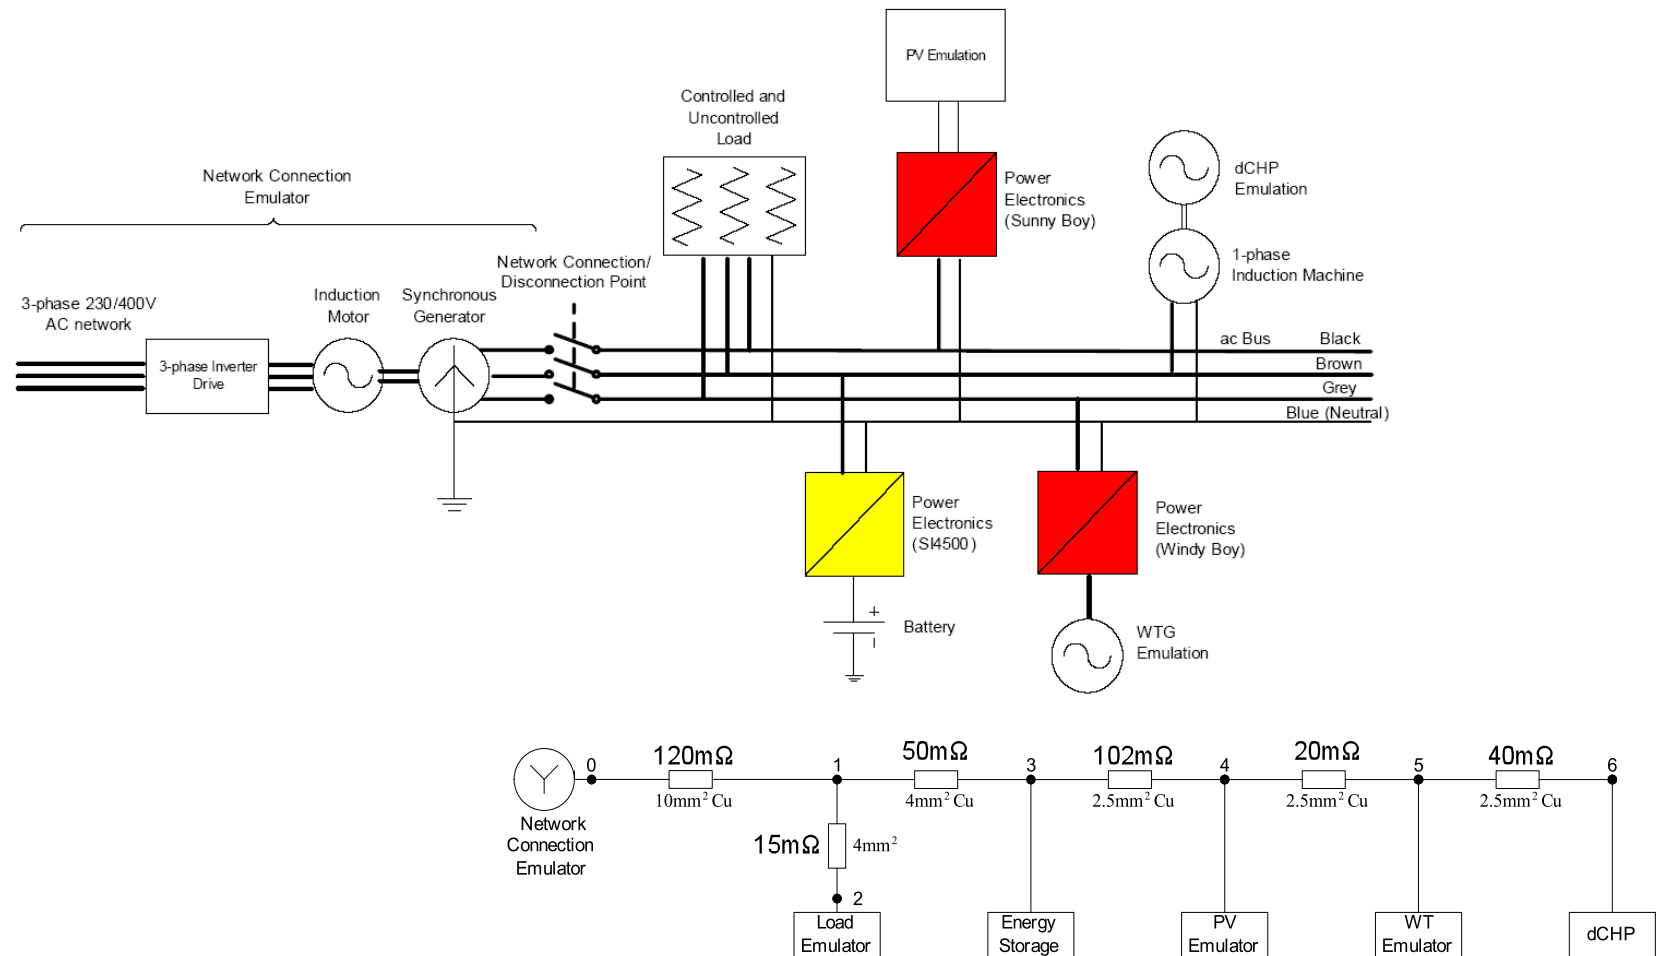 PV Emulation
Controlled and
Uncontrolled
Load
Network Connection
Emulator
Power
Electronics
(Sunny Boy)
dCHP
Emulation
1-phase
Induction Machine
Network Connection/
Disconnection Point
3-phase 230/400V
AC network
Induction
Motor
Synchronous
Generator
3-phase Inverter
Drive
ac Bus
Black
Brown
Grey
Blue (Neutral)
Power
Electronics
(SI4500)
Power
Electronics
(Windy Boy)
+
Battery
WTG
Emulation
0
120mΩ
10mm² Cu
1
50mΩ
4mm² Cu
3
102mΩ
2.5mm² Cu
4
20mΩ
2.5mm² Cu
5
40mΩ
2.5mm² Cu
6
Network
Connection
Emulator
15mΩ
4mm²
2
Load
Emulator
Energy
Storage
PV
Emulator
WT
Emulator
dCHP